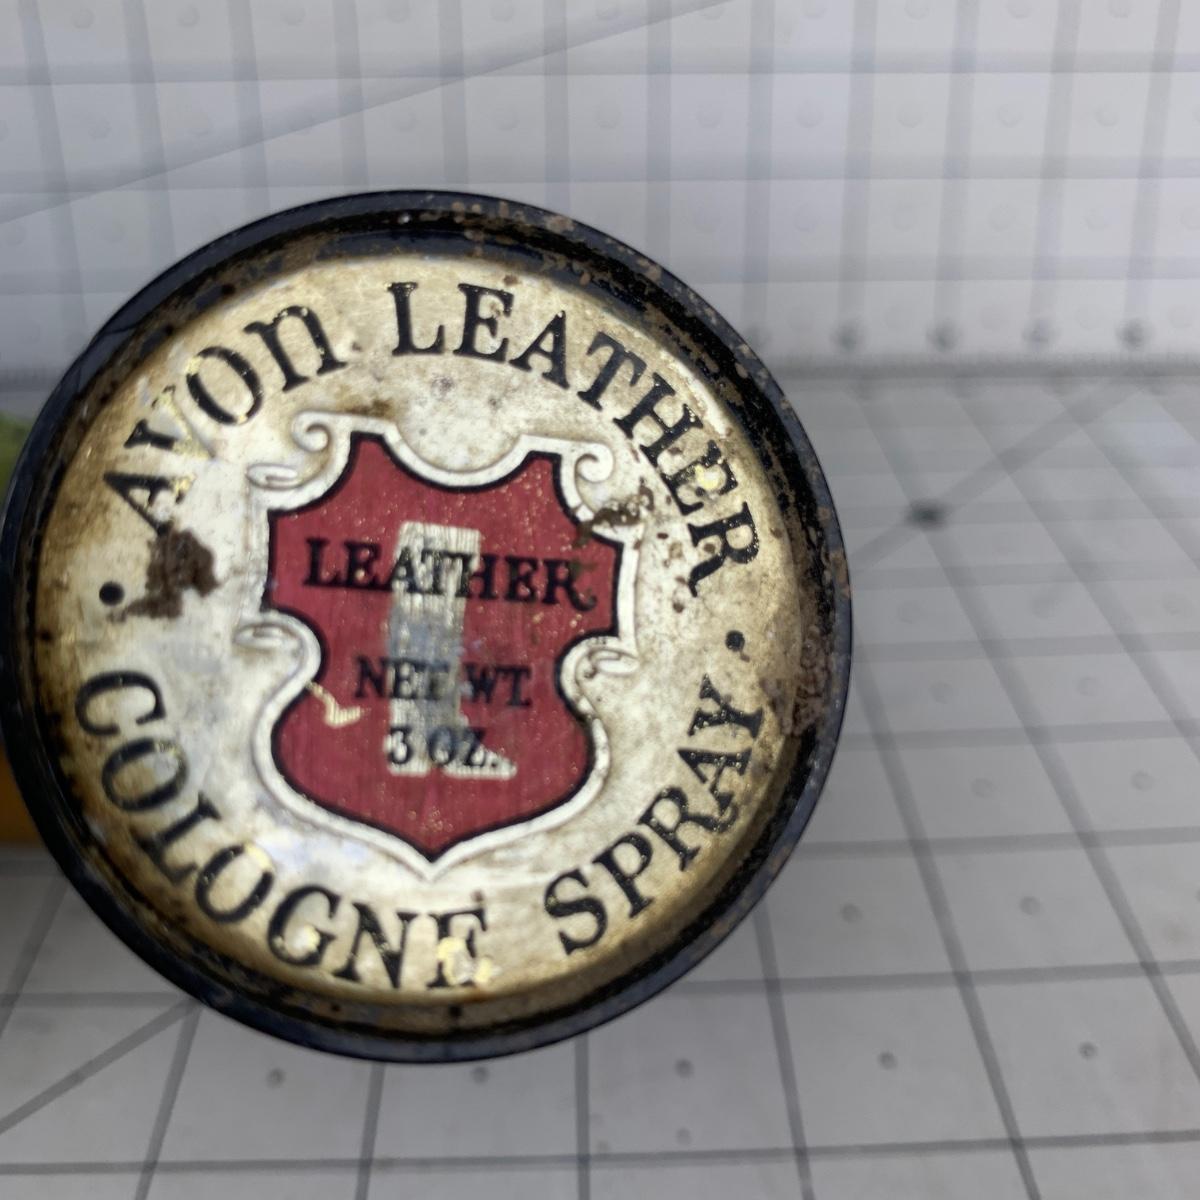 AVON LEATHER
LEATHER
NET WT.
3 OZ.
COLOGNE SPRAY